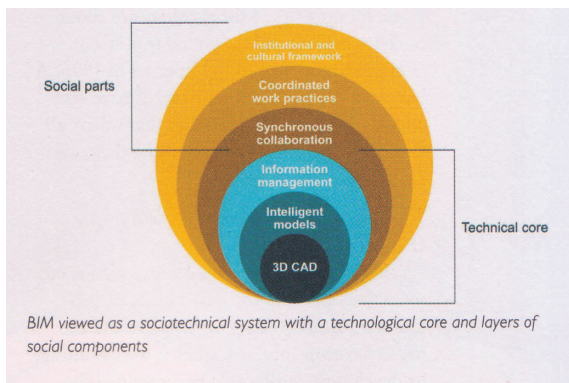 Institutional and
cultural framework
Social parts
Coordinated
work practices
Synchronous
collaboration
Information
management
Intelligent
models
Technical core
3D CAD
BIM viewed as a sociotechnical system with a technological core and layers of
social components